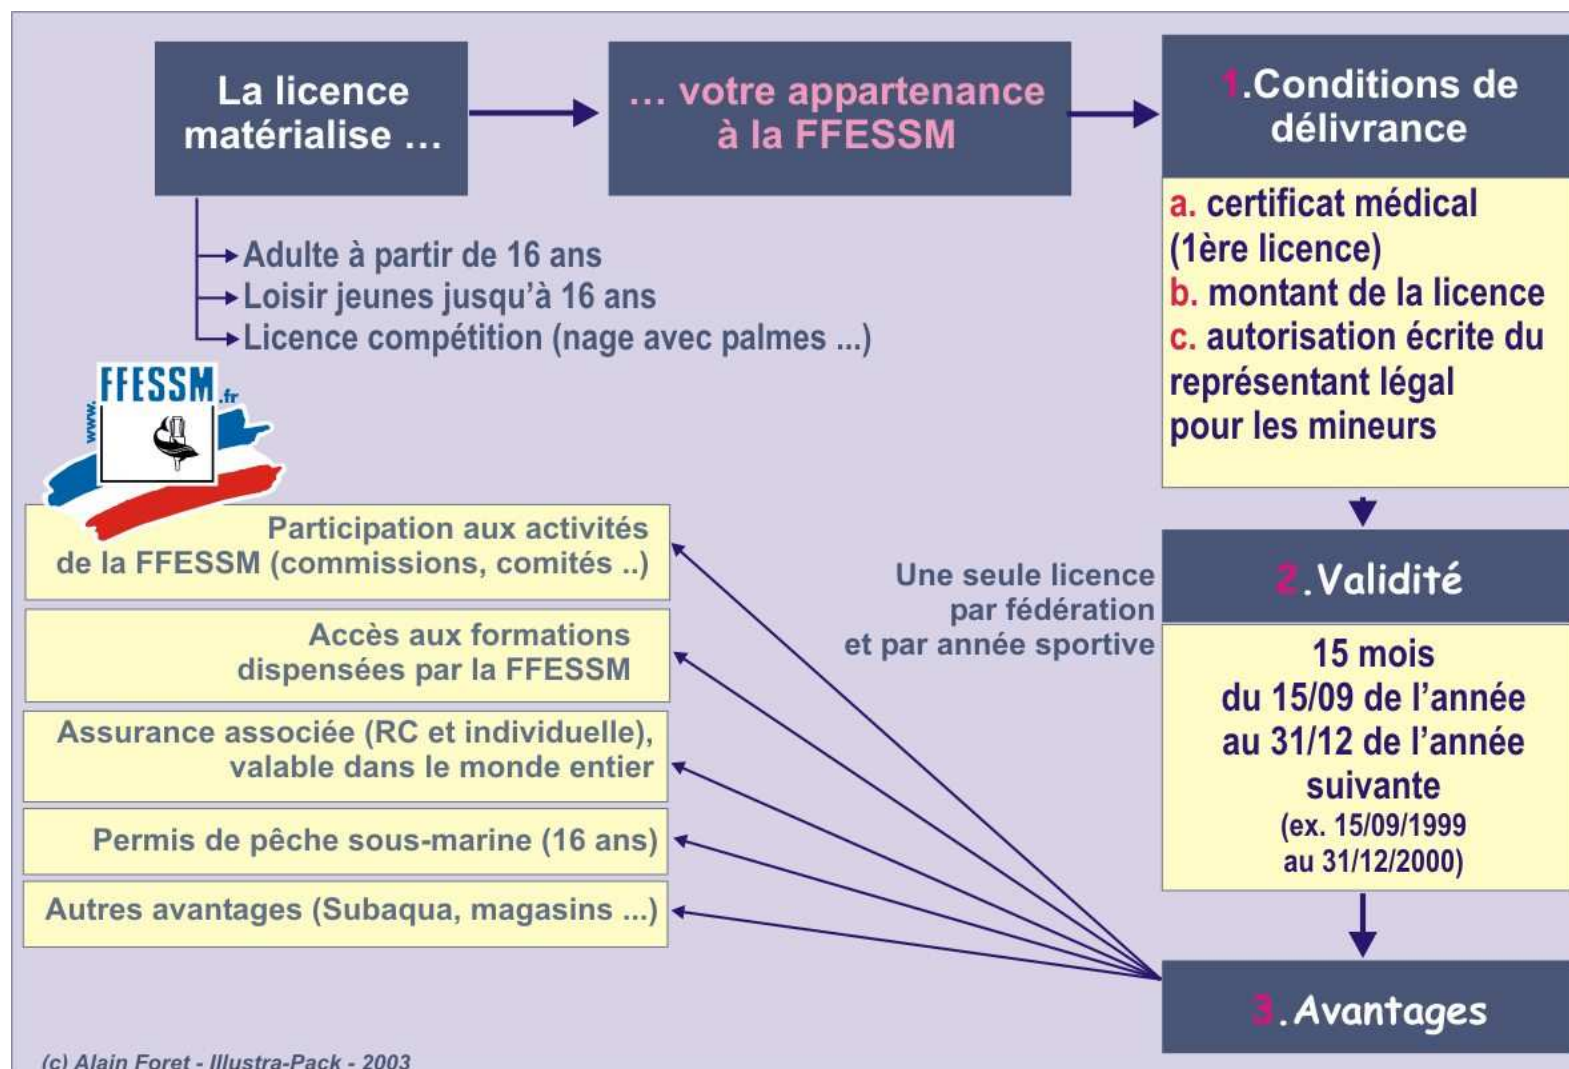 La licence
matérialise ...
... votre appartenance
à la FFESSM
1.Conditions de
délivrance
a. certificat médical
(1ère licence)
b. montant de la licence
c. autorisation écrite du
représentant légal
pour les mineurs
Adulte à partir de 16 ans
Loisir jeunes jusqu'à 16 ans
Licence compétition (nage avec palmes ...)
www.FFESSM.fr
Participation aux activités
de la FFESSM (commissions, comités ..)
Accès aux formations
dispensées par la FFESSM
Assurance associée (RC et individuelle),
valable dans le monde entier
Permis de pêche sous-marine (16 ans)
Autres avantages (Subaqua, magasins ...)
Une seule licence
par fédération
et par année sportive
2.Validité
15 mois
du 15/09 de l'année
au 31/12 de l'année
suivante
(ex. 15/09/1999
au 31/12/2000)
3.Avantages
(c) Alain Foret - Illustra-Pack - 2003